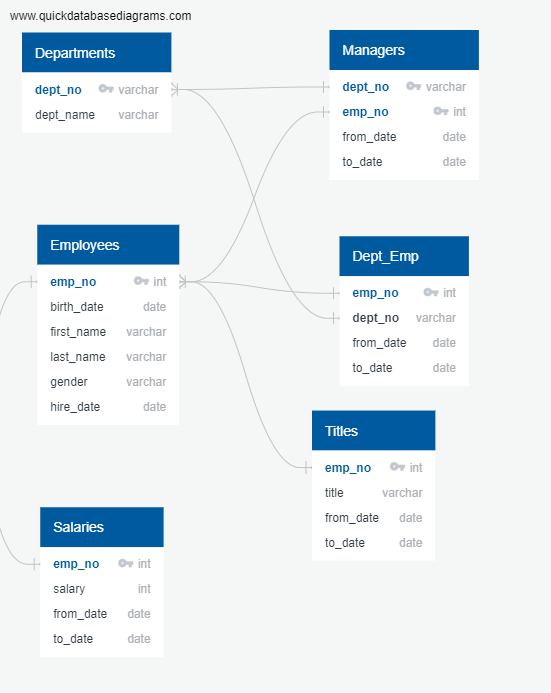 www.quickdatabasediagrams.com
Departments
dept_no varchar
dept_name varchar
Managers
dept_no varchar
emp_no int
from_date date
to_date date
Employees
emp_no int
birth_date date
first_name varchar
last_name varchar
gender varchar
hire_date date
Dept_Emp
emp_no int
dept_no varchar
from_date date
to_date date
Titles
emp_no int
title varchar
from_date date
to_date date
Salaries
emp_no int
salary int
from_date date
to_date date